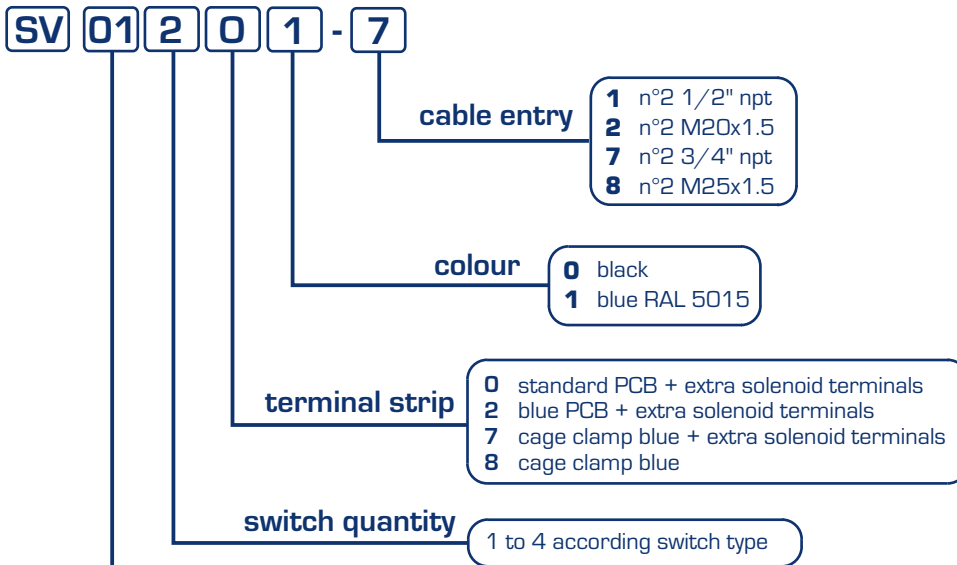 SV 01 2 0 1 - 7
cable entry
1 n°2 1/2" npt
2 n°2 M20x1.5
7 n°2 3/4" npt
8 n°2 M25x1.5
colour
0 black
1 blue RAL 5015
terminal strip
0 standard PCB + extra solenoid terminals
2 blue PCB + extra solenoid terminals
7 cage clamp blue + extra solenoid terminals
8 cage clamp blue
switch quantity
1 to 4 according switch type